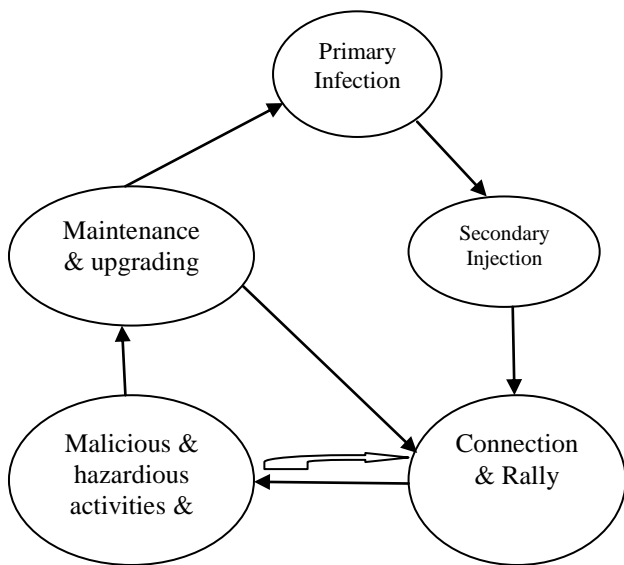 Primary
Infection
Secondary
Injection
Maintenance
& upgrading
Malicious &
hazardious
activities &
Connection
& Rally